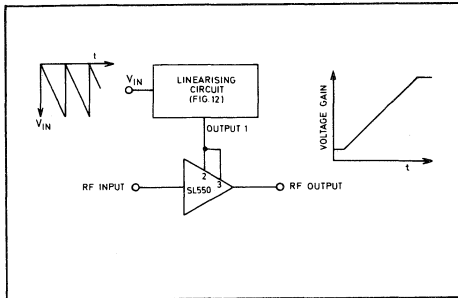 t
V_IN
V_IN
LINEARISING
CIRCUIT
(FIG. 12)
OUTPUT 1
RF INPUT
2
3
SL550
RF OUTPUT
VOLTAGE GAIN
t